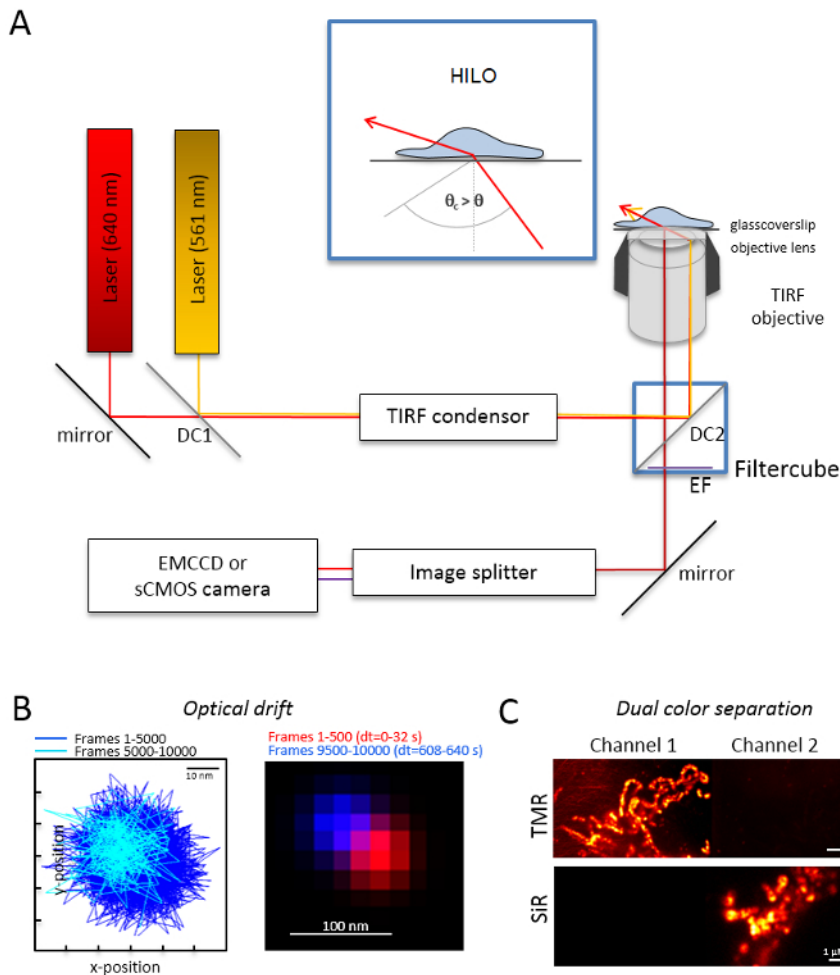 A
HILO
θc > θ
Laser (640 nm)
Laser (561 nm)
glasscoverslip
objective lens
TIRF
objective
mirror
DC1
TIRF condensor
DC2
EF
Filtercube
EMCCD or
sCMOS camera
Image splitter
mirror
B
Optical drift
Frames 1-5000
Frames 5000-10000
10 nm
y-position
x-position
Frames 1-500 (dt=0-32 s)
Frames 9500-10000 (dt=608-640 s)
100 nm
C
Dual color separation
Channel 1
Channel 2
TMR
SiR